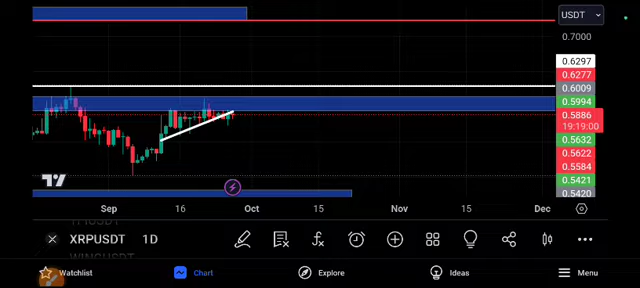 USDT
0.7000
0.6297
0.6277
0.6009
0.5994
0.5886
19:19:00
0.5632
0.5622
0.5584
0.5421
0.5420
Sep
16
Oct
15
Nov
15
Dec
XRPUSDT 1D
Watchlist
Chart
Explore
Ideas
Menu